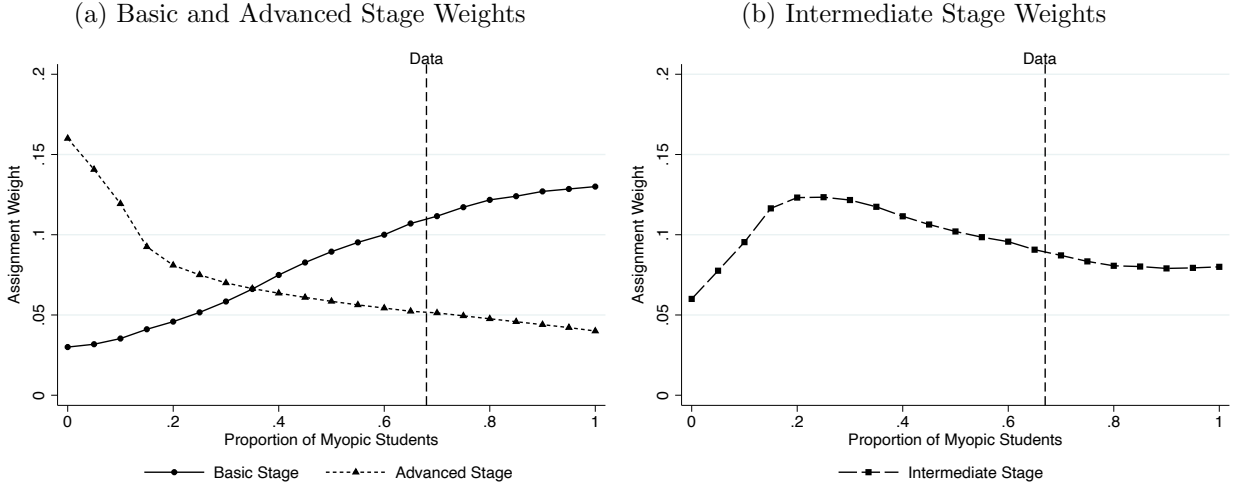 (a) Basic and Advanced Stage Weights
Data
.2
.15
.1
.05
0
Assignment Weight
0 .2 .4 .6 .8 1
Proportion of Myopic Students
Basic Stage Advanced Stage
(b) Intermediate Stage Weights
Data
.2
.15
.1
.05
0
Assignment Weight
0 .2 .4 .6 .8 1
Proportion of Myopic Students
Intermediate Stage